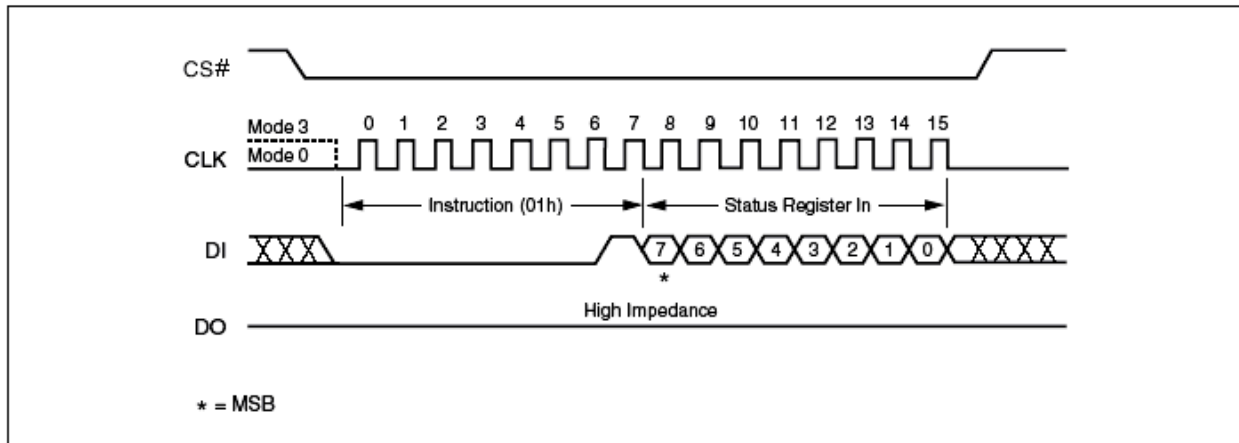 CS#
Mode 3
0 1 2 3 4 5 6 7 8 9 10 11 12 13 14 15
CLK
Mode 0
Instruction (01h)
Status Register In
DI
7 6 5 4 3 2 1 0
*
High Impedance
DO
* = MSB